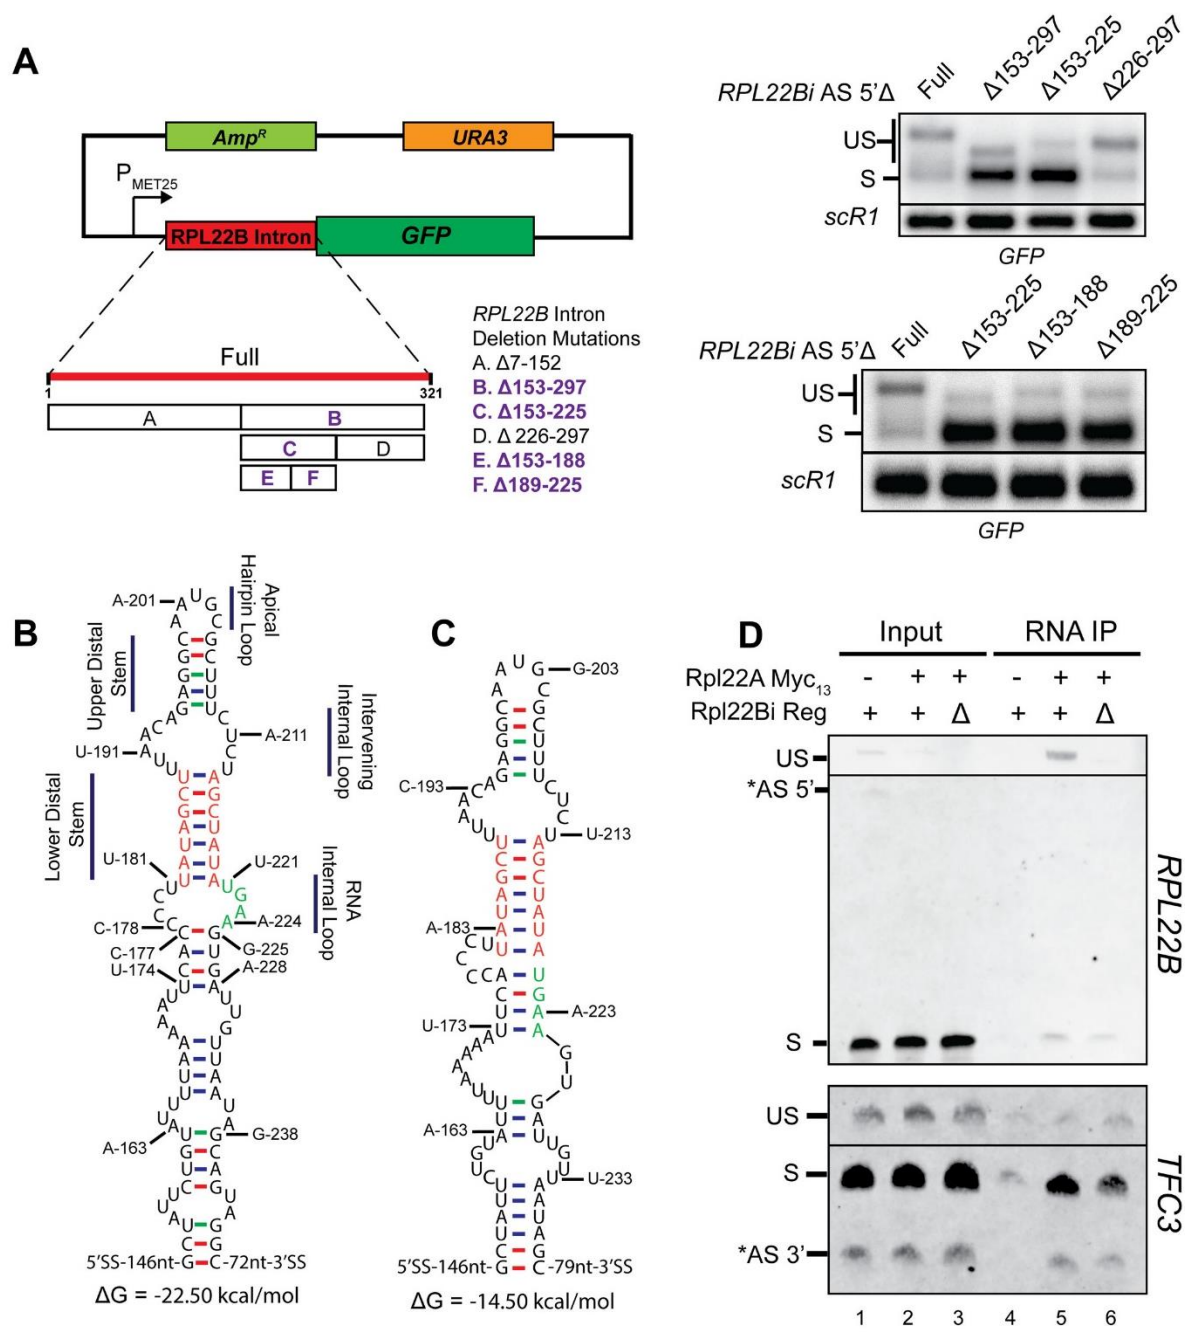 A
Amp^R
URA3
P_MET25
RPL22B Intron
GFP
Full
1
321
A
B
C
D
E
F
RPL22B Intron
Deletion Mutations
A. Δ7-152
B. Δ153-297
C. Δ153-225
D. Δ 226-297
E. Δ153-188
F. Δ189-225
RPL22Bi AS 5'Δ
Full
Δ153-297
Δ153-225
Δ226-297
US
S
scR1
GFP
RPL22Bi AS 5'Δ
Full
Δ153-225
Δ153-188
Δ189-225
US
S
scR1
GFP
B
A-201
Apical
Hairpin Loop
Upper Distal
Stem
Intervening
Internal Loop
A-211
U-191
Lower Distal
Stem
U-181
U-221
RNA
Internal Loop
C-178
A-224
C-177
G-225
U-174
A-228
A-163
G-238
5'SS-146nt-G
C-72nt-3'SS
ΔG = -22.50 kcal/mol
C
G-203
C-193
U-213
A-183
A-223
U-173
A-163
U-233
5'SS-146nt-G
C-79nt-3'SS
ΔG = -14.50 kcal/mol
D
Input RNA IP
Rpl22A Myc13 - + + - + +
Rpl22Bi Reg + + Δ + + Δ
US
*AS 5'
S
RPL22B
US
S
*AS 3'
TFC3
1 2 3 4 5 6